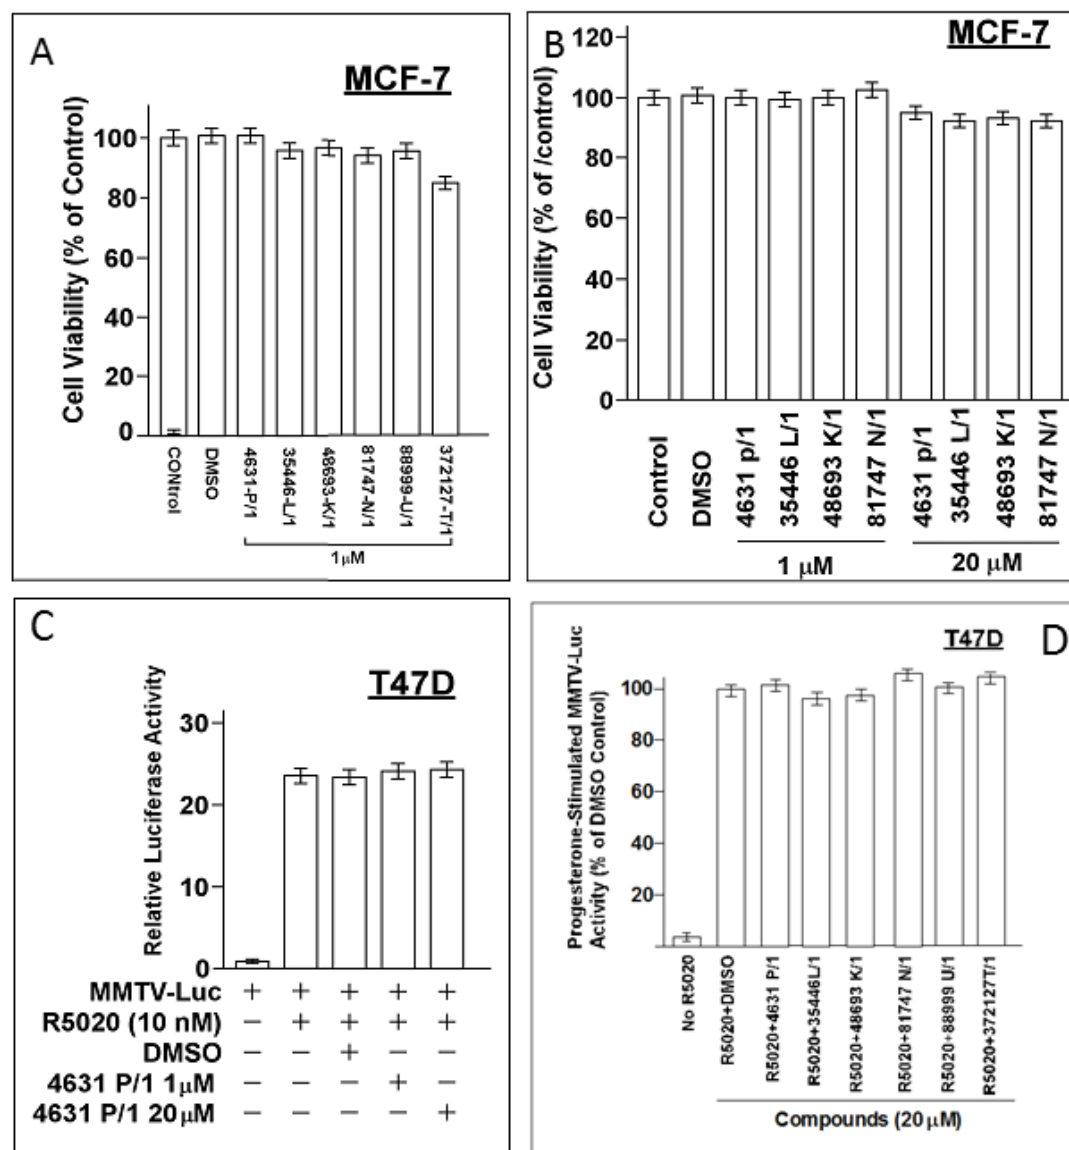 A
MCF-7
Cell Viability (% of Control)
100
80
60
40
20
0
CONtrol
DMSO
4631-P/1
35446-L/1
48693-K/1
81747-N/1
88999-U/1
372127-T/1
1 μM
B
MCF-7
Cell Viability (% of /control)
120
100
80
60
40
20
0
Control
DMSO
4631 p/1
35446 L/1
48693 K/1
81747 N/1
4631 p/1
35446 L/1
48693 K/1
81747 N/1
1 μM
20 μM
C
T47D
Relative Luciferase Activity
30
20
10
0
MMTV-Luc + + + + +
R5020 (10 nM) − + + + +
DMSO − − + − −
4631 P/1 1μM − − − + −
4631 P/1 20μM − − − − +
D
T47D
Progesterone-Stimulated MMTV-Luc
Activity (% of DMSO Control)
100
80
60
40
20
No R5020
R5020+DMSO
R5020+4631 P/1
R5020+35446L/1
R5020+48693 K/1
R5020+81747 N/1
R5020+88999 U/1
R5020+372127T/1
Compounds (20 μM)